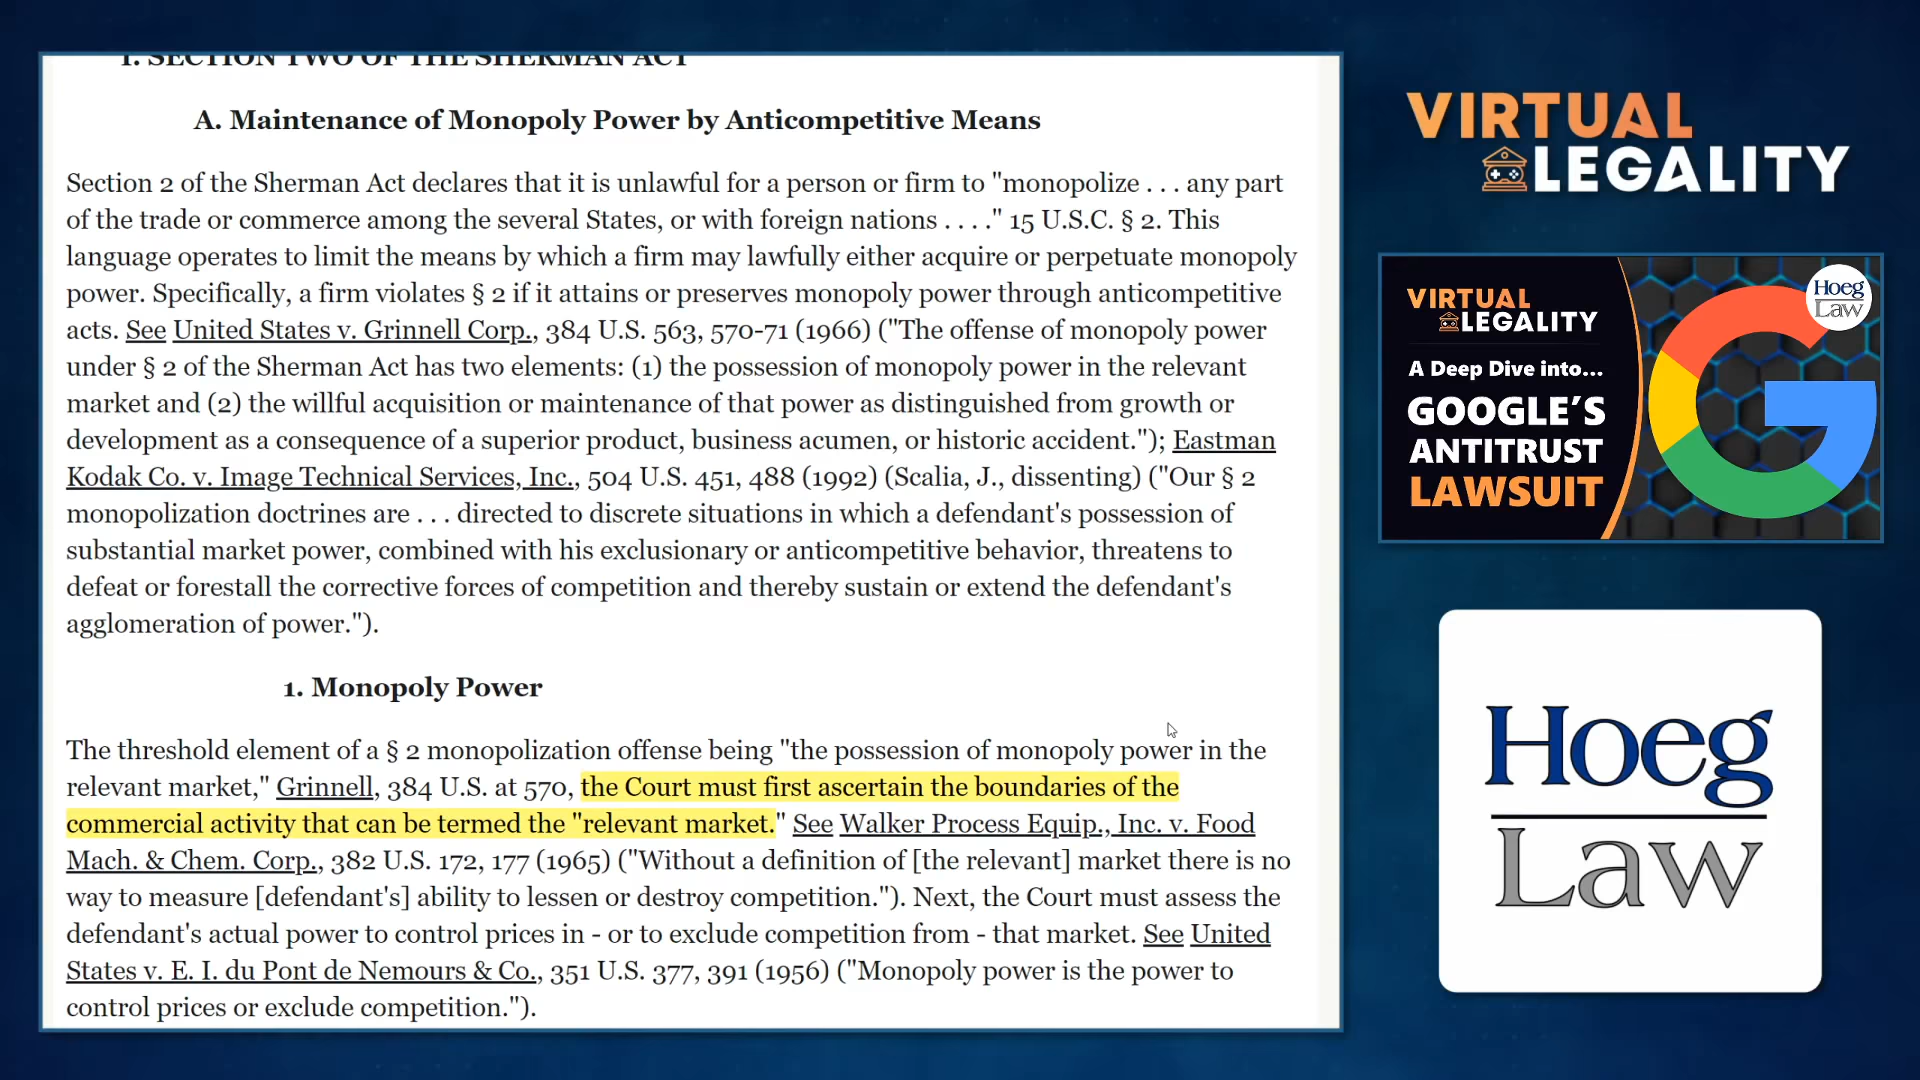 I. SECTION TWO OF THE SHERMAN ACT
A. Maintenance of Monopoly Power by Anticompetitive Means
Section 2 of the Sherman Act declares that it is unlawful for a person or firm to "monopolize . . . any part
of the trade or commerce among the several States, or with foreign nations . . . ." 15 U.S.C. § 2. This
language operates to limit the means by which a firm may lawfully either acquire or perpetuate monopoly
power. Specifically, a firm violates § 2 if it attains or preserves monopoly power through anticompetitive
acts. See United States v. Grinnell Corp., 384 U.S. 563, 570-71 (1966) ("The offense of monopoly power
under § 2 of the Sherman Act has two elements: (1) the possession of monopoly power in the relevant
market and (2) the willful acquisition or maintenance of that power as distinguished from growth or
development as a consequence of a superior product, business acumen, or historic accident."); Eastman
Kodak Co. v. Image Technical Services, Inc., 504 U.S. 451, 488 (1992) (Scalia, J., dissenting) ("Our § 2
monopolization doctrines are . . . directed to discrete situations in which a defendant's possession of
substantial market power, combined with his exclusionary or anticompetitive behavior, threatens to
defeat or forestall the corrective forces of competition and thereby sustain or extend the defendant's
agglomeration of power.").
1. Monopoly Power
The threshold element of a § 2 monopolization offense being "the possession of monopoly power in the
relevant market," Grinnell, 384 U.S. at 570, the Court must first ascertain the boundaries of the
commercial activity that can be termed the "relevant market." See Walker Process Equip., Inc. v. Food
Mach. & Chem. Corp., 382 U.S. 172, 177 (1965) ("Without a definition of [the relevant] market there is no
way to measure [defendant's] ability to lessen or destroy competition."). Next, the Court must assess the
defendant's actual power to control prices in - or to exclude competition from - that market. See United
States v. E. I. du Pont de Nemours & Co., 351 U.S. 377, 391 (1956) ("Monopoly power is the power to
control prices or exclude competition.").
VIRTUAL
LEGALITY
VIRTUAL
LEGALITY
A Deep Dive into...
GOOGLE'S
ANTITRUST
LAWSUIT
Hoeg
Law
Hoeg
Law